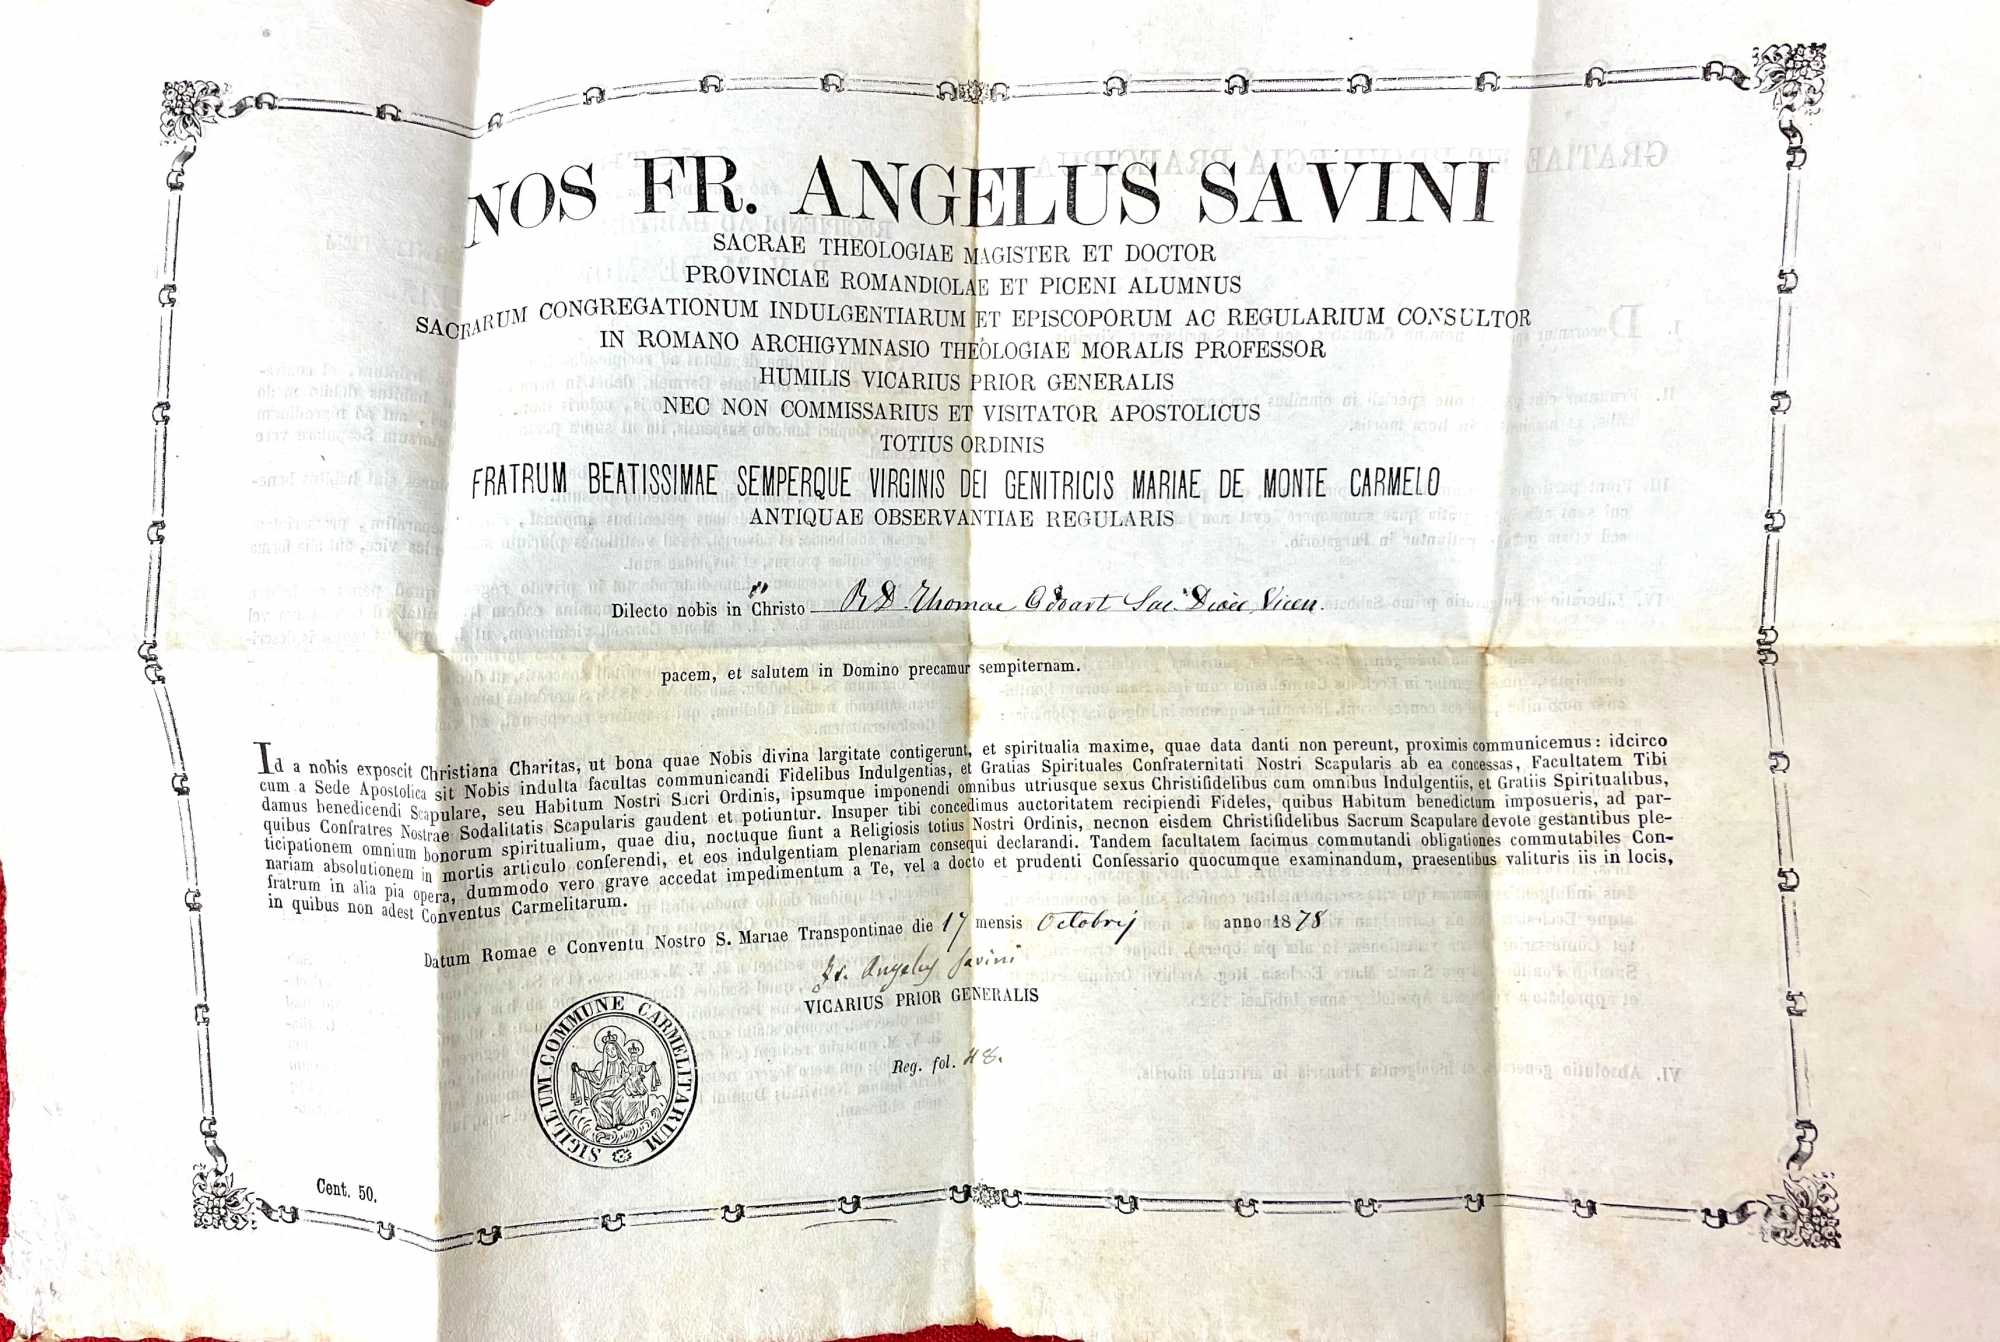 NOS FR. ANGELUS SAVINI
SACRAE THEOLOGIAE MAGISTER ET DOCTOR
PROVINCIAE ROMANDIOLAE ET PICENI ALUMNUS
SACRARUM CONGREGATIONUM INDULGENTIARUM ET EPISCOPORUM AC REGULARIUM CONSULTOR
IN ROMANO ARCHIGYMNASIO THEOLOGIAE MORALIS PROFESSOR
HUMILIS VICARIUS PRIOR GENERALIS
NEC NON COMMISSARIUS ET VISITATOR APOSTOLICUS
TOTIUS ORDINIS
FRATRUM BEATISSIMAE SEMPERQUE VIRGINIS DEI GENITRICIS MARIAE DE MONTE CARMELO
ANTIQUAE OBSERVANTIAE REGULARIS
Dilecto nobis in Christo R. D. Thomae Sac. Dioec.
pacem, et salutem in Domino precamur sempiternam.
Id a nobis exposcit Christiana Charitas, ut bona quae Nobis divina largitate contigerunt, et spiritualia maxime, quae data danti non pereunt, proximis communicemus: idcirco
cum a Sede Apostolica sit Nobis indulta facultas communicandi Fidelibus Indulgentias, et Gratias Spirituales Confraternitati Nostri Scapularis ab ea concessas, Facultatem Tibi
damus benedicendi Scapulare, seu Habitum Nostri Sacri Ordinis, ipsumque imponendi omnibus utriusque sexus Christifidelibus cum omnibus Indulgentiis, et Gratiis Spiritualibus,
quibus Confratres Nostrae Sodalitatis Scapularis gaudent et potiuntur. Insuper tibi concedimus auctoritatem recipiendi Fideles, quibus Habitum benedictum imposueris, ad par-
ticipationem omnium bonorum spiritualium, quae diu, noctuque fiunt a Religiosis totius Nostri Ordinis, necnon eisdem Christifidelibus Sacrum Scapulare devote gestantibus ple-
nariam absolutionem in mortis articulo conferendi, et eos indulgentiam plenariam consequi declarandi. Tandem facultatem facimus commutandi obligationes commutabiles Con-
fratrum in alia pia opera, dummodo vero grave accedat impedimentum a Te, vel a docto et prudenti Confessario quocumque examinandum, praesentibus valituris iis in locis,
in quibus non adest Conventus Carmelitarum.
Datum Romae e Conventu Nostro S. Mariae Transpontinae die 17 mensis Octobris anno 1878
Fr. Angelus Savini
VICARIUS PRIOR GENERALIS
SIGILLUM COMMUNE CARMELITARUM
Reg. fol. 48.
Cent. 50.